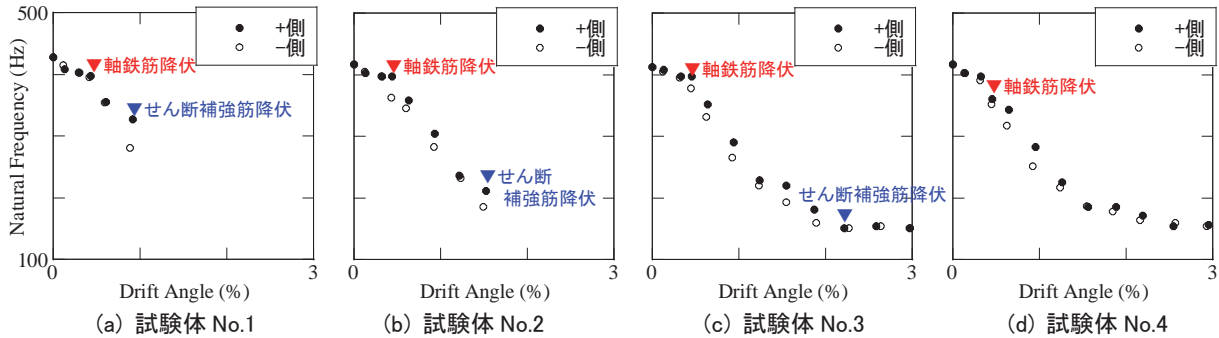 500
100
Natural Frequency (Hz)
+側
−側
軸鉄筋降伏
せん断補強筋降伏
0
3
Drift Angle (%)
(a) 試験体 No.1
+側
−側
軸鉄筋降伏
せん断
補強筋降伏
0
3
Drift Angle (%)
(b) 試験体 No.2
+側
−側
軸鉄筋降伏
せん断補強筋降伏
0
3
Drift Angle (%)
(c) 試験体 No.3
+側
−側
軸鉄筋降伏
0
3
Drift Angle (%)
(d) 試験体 No.4